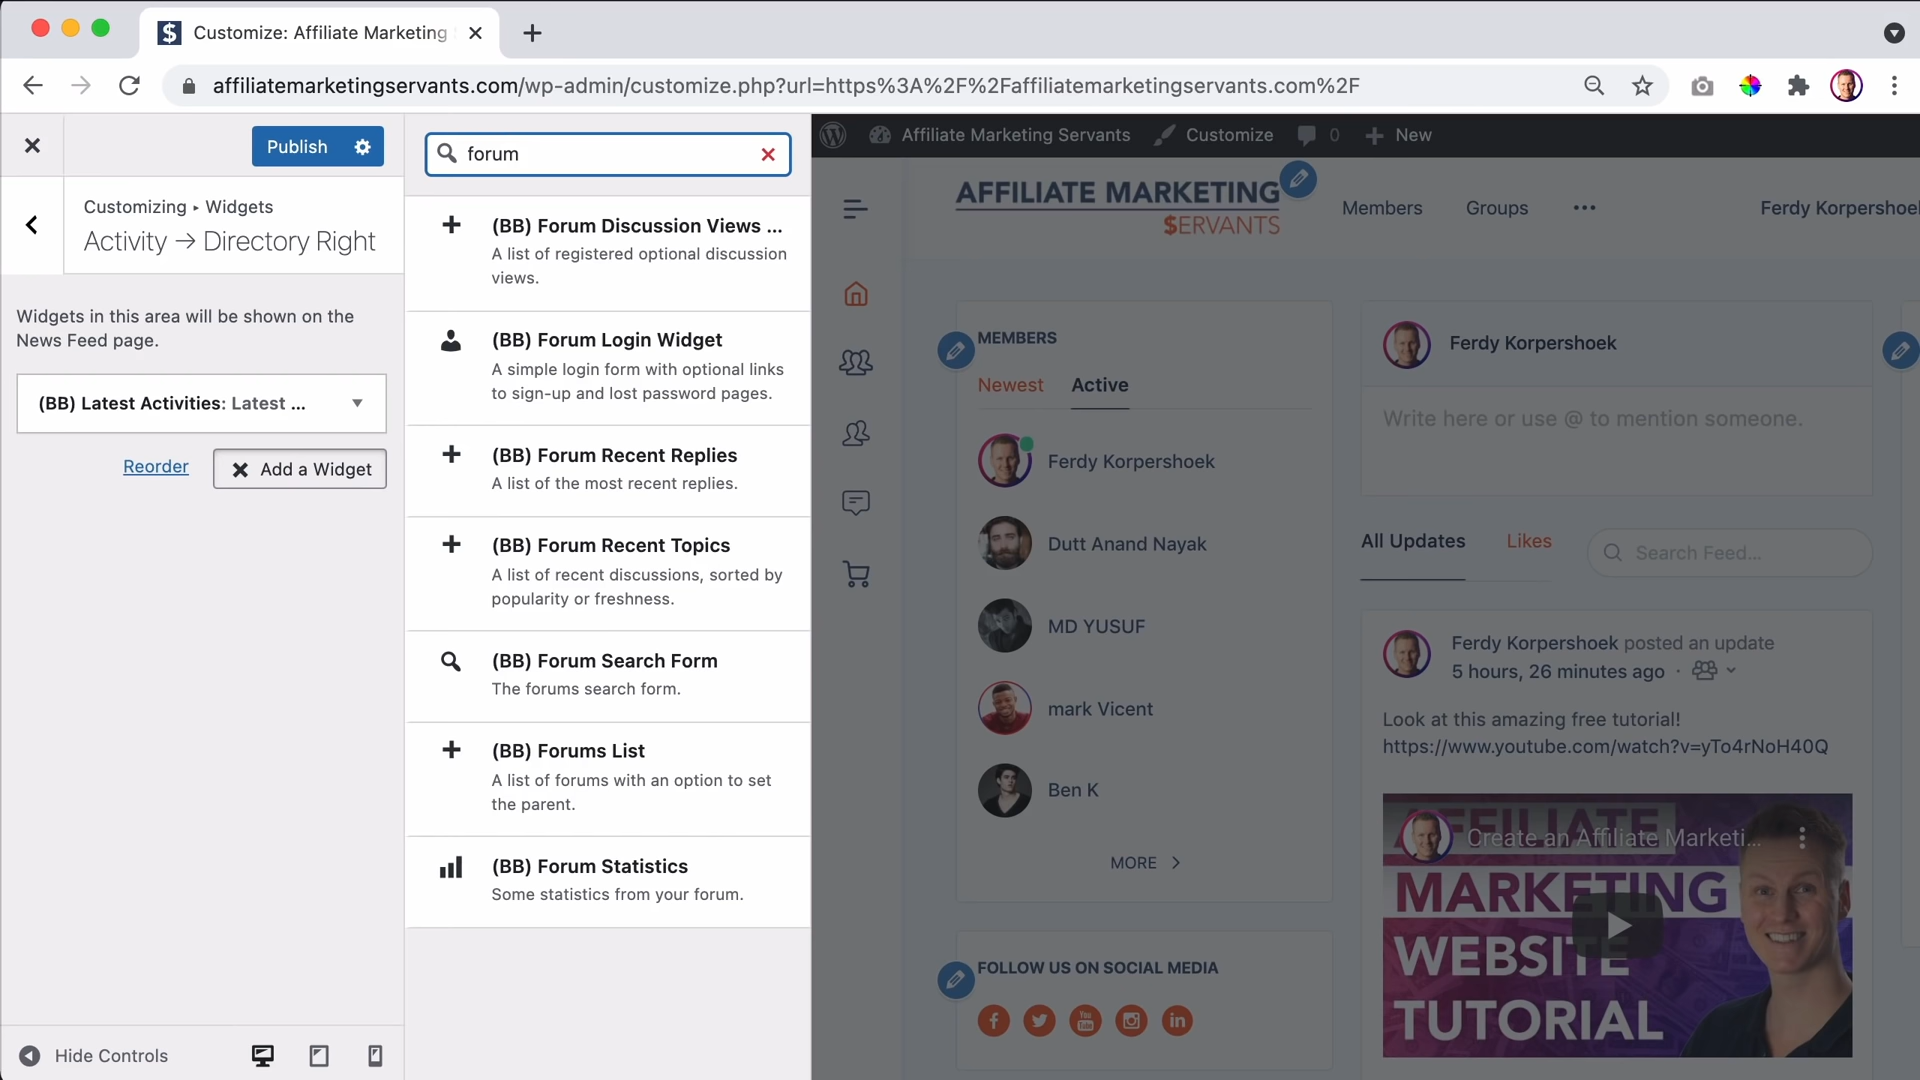 Customize: Affiliate Marketing
affiliatemarketingservants.com/wp-admin/customize.php?url=https%3A%2F%2Faffiliatemarketingservants.com%2F
Publish
Customizing ▸ Widgets
Activity → Directory Right
Widgets in this area will be shown on the
News Feed page.
(BB) Latest Activities: Latest ...
Reorder
Add a Widget
Hide Controls
forum
(BB) Forum Discussion Views ...
A list of registered optional discussion
views.
(BB) Forum Login Widget
A simple login form with optional links
to sign-up and lost password pages.
(BB) Forum Recent Replies
A list of the most recent replies.
(BB) Forum Recent Topics
A list of recent discussions, sorted by
popularity or freshness.
(BB) Forum Search Form
The forums search form.
(BB) Forums List
A list of forums with an option to set
the parent.
(BB) Forum Statistics
Some statistics from your forum.
Affiliate Marketing Servants
Customize
0
New
AFFILIATE MARKETING
$ERVANTS
Members
Groups
Ferdy Korpershoel
MEMBERS
Newest
Active
Ferdy Korpershoek
Dutt Anand Nayak
MD YUSUF
mark Vicent
Ben K
MORE
FOLLOW US ON SOCIAL MEDIA
Ferdy Korpershoek
Write here or use @ to mention someone.
All Updates
Likes
Search Feed...
Ferdy Korpershoek posted an update
5 hours, 26 minutes ago
Look at this amazing free tutorial!
https://www.youtube.com/watch?v=yTo4rNoH40Q
Create an Affiliate Marketi...
AFFILIATE
MARKETING
WEBSITE
TUTORIAL